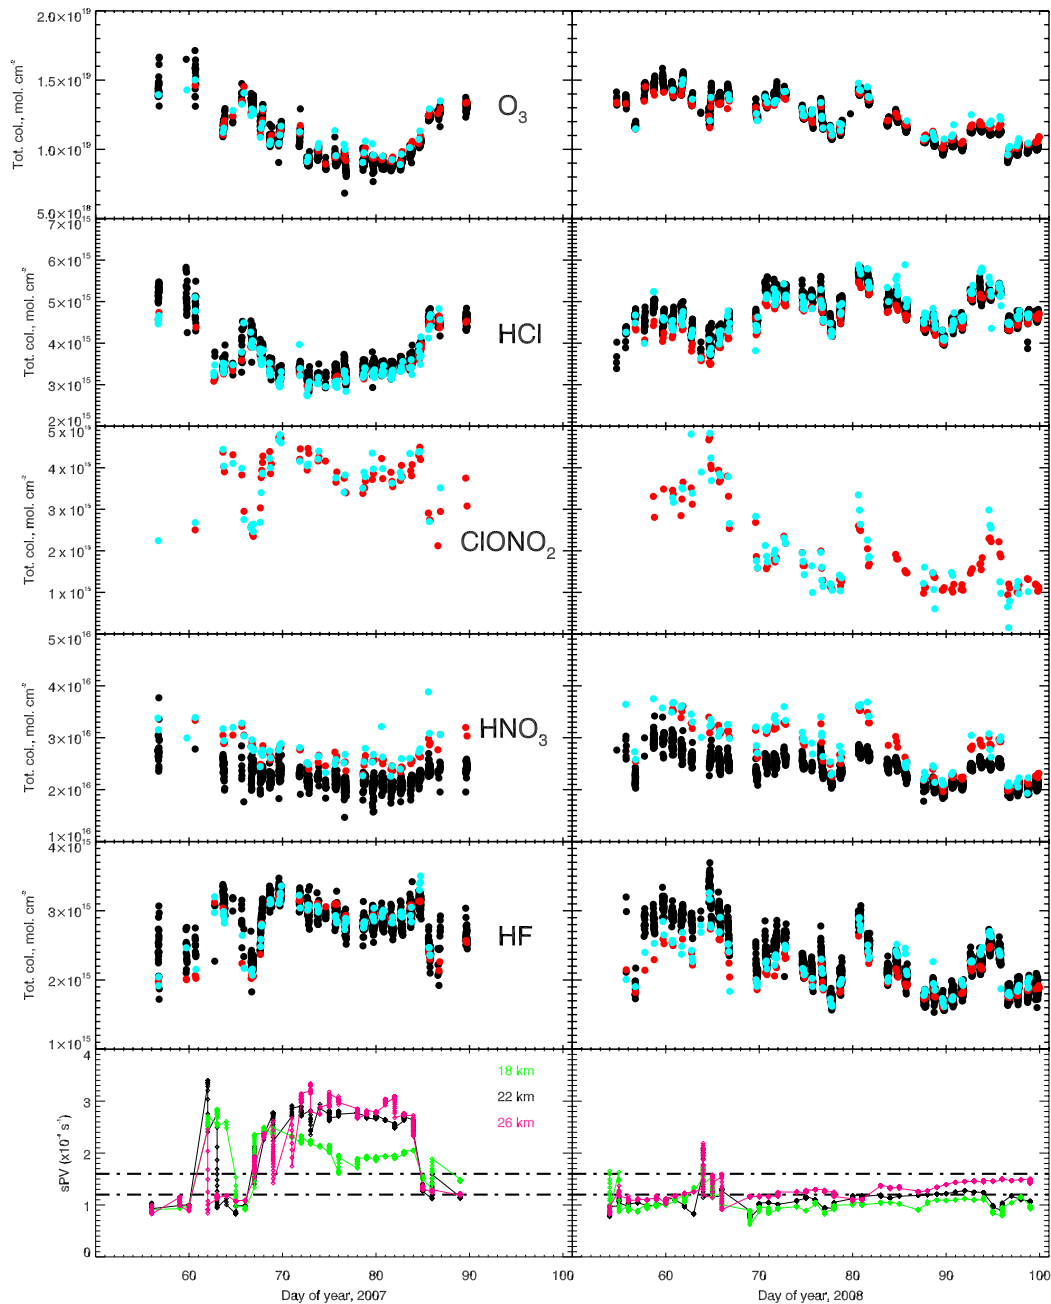 2.0×10¹⁹
1.5×10¹⁹
1.0×10¹⁹
5.0×10¹⁸
Tot. col., mol. cm⁻²
O₃
7×10¹⁵
6×10¹⁵
5×10¹⁵
4×10¹⁵
3×10¹⁵
2×10¹⁵
Tot. col., mol. cm⁻²
HCl
5×10¹⁵
4×10¹⁵
3×10¹⁵
2×10¹⁵
1×10¹⁵
Tot. col., mol. cm⁻²
ClONO₂
5×10¹⁶
4×10¹⁶
3×10¹⁶
2×10¹⁶
1×10¹⁶
Tot. col., mol. cm⁻²
HNO₃
4×10¹⁵
3×10¹⁵
2×10¹⁵
1×10¹⁵
Tot. col., mol. cm⁻²
HF
4
3
2
1
0
sPV (x10⁻⁴ s⁻¹)
18 km
22 km
26 km
60 70 80 90 100
60 70 80 90 100
Day of year, 2007
Day of year, 2008